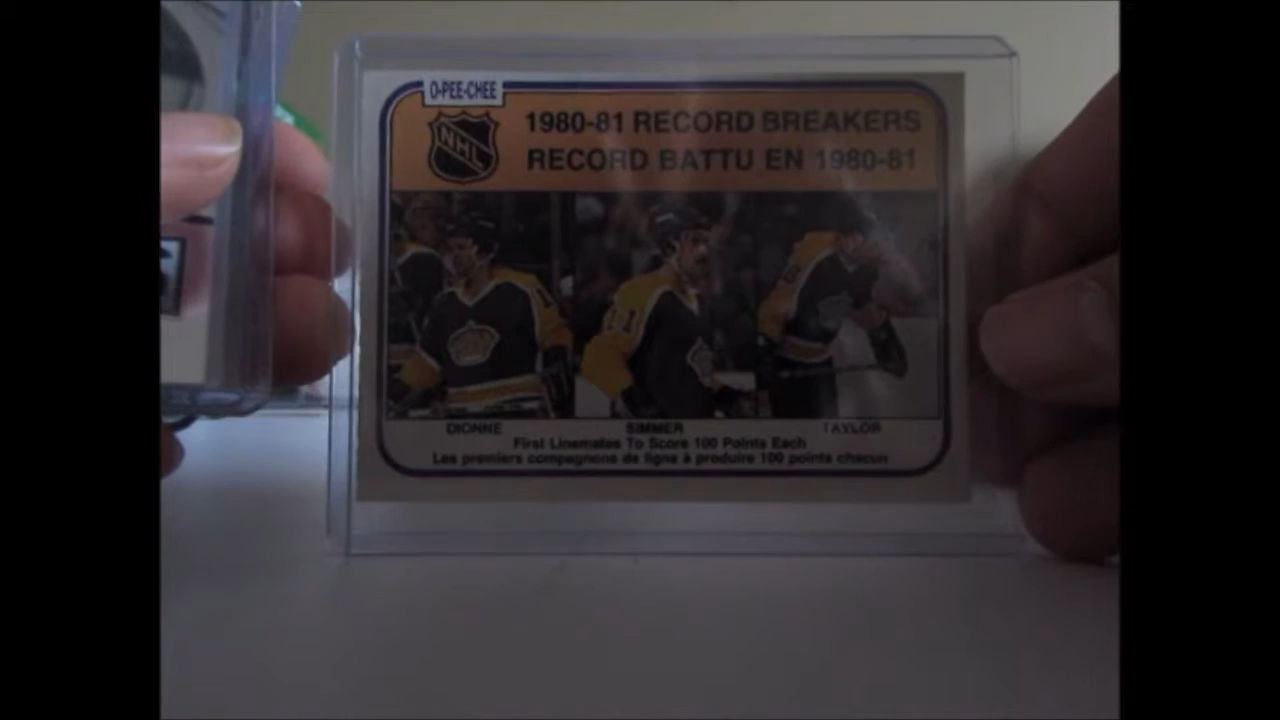 O-PEE-CHEE
NHL
1980-81 RECORD BREAKERS
RECORD BATTU EN 1980-81
DIONNE SIMMER TAYLOR
First Linemates To Score 100 Points Each
Les premiers compagnons de ligne à produire 100 points chacun